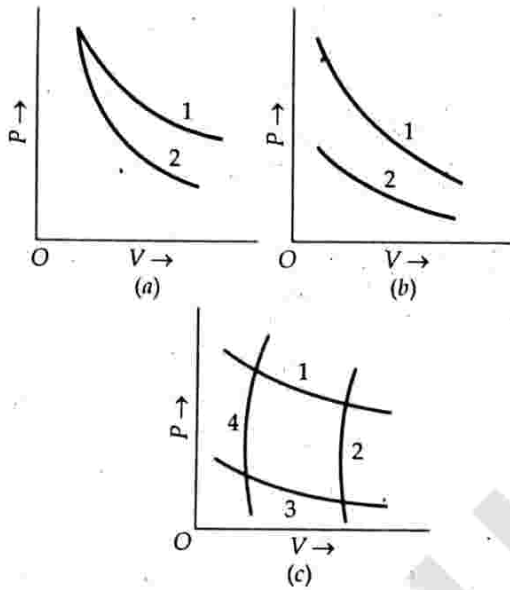 P → 1 2
O V →
(a)
P → 1 2
O V →
(b)
P → 1 4 2 3
O V →
(c)